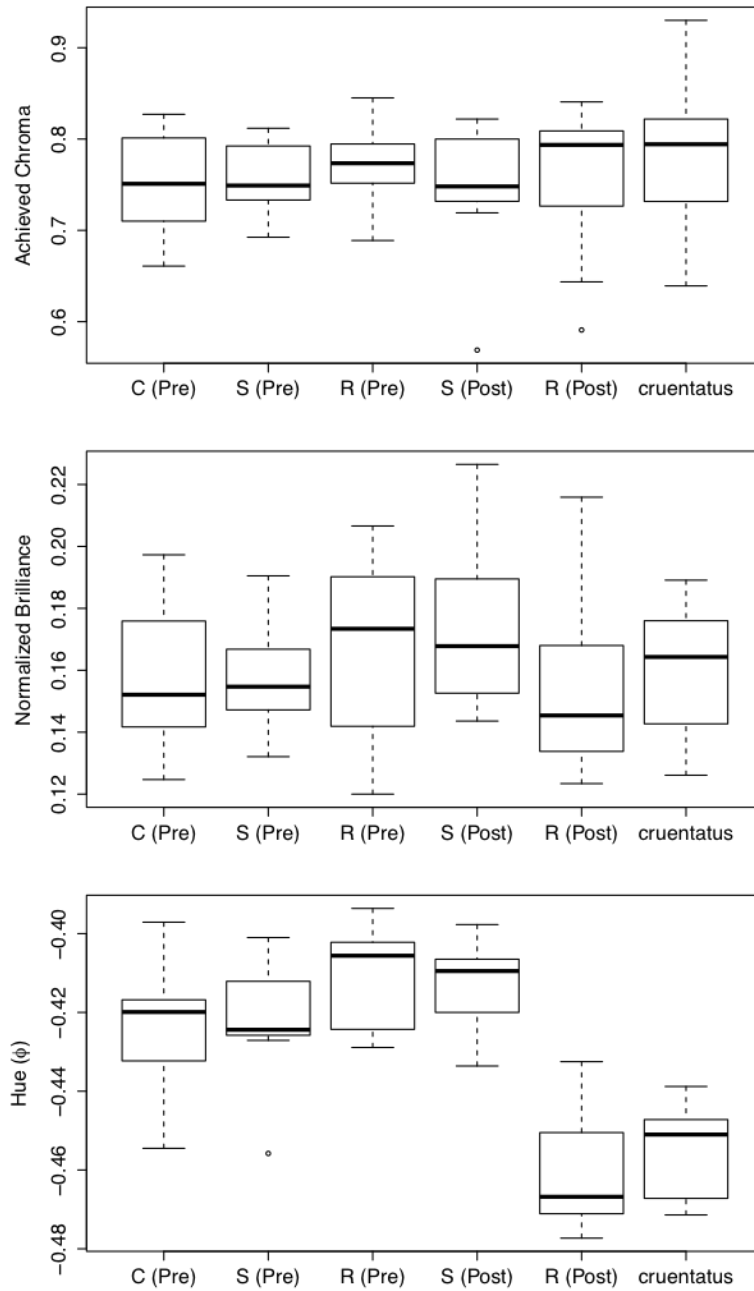 Achieved Chroma
0.9
0.8
0.7
0.6
C (Pre) S (Pre) R (Pre) S (Post) R (Post) cruentatus
Normalized Brilliance
0.22
0.20
0.18
0.16
0.14
0.12
C (Pre) S (Pre) R (Pre) S (Post) R (Post) cruentatus
Hue (ϕ)
−0.40
−0.42
−0.44
−0.46
−0.48
C (Pre) S (Pre) R (Pre) S (Post) R (Post) cruentatus